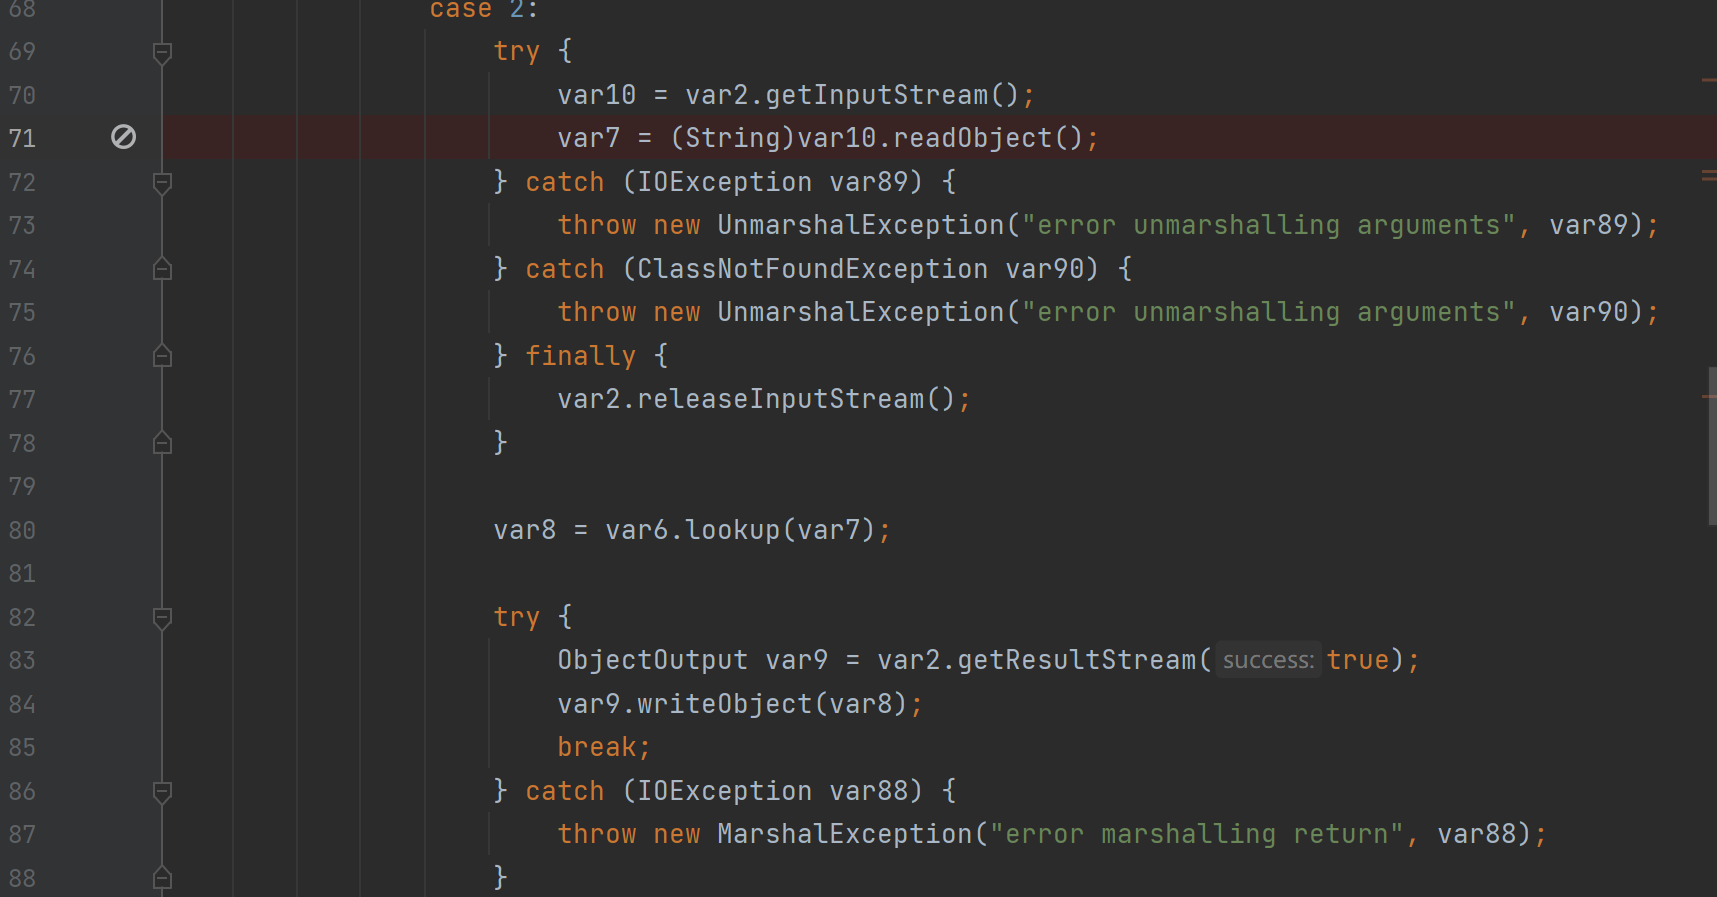 68 case 2:
69 try {
70 var10 = var2.getInputStream();
71 var7 = (String)var10.readObject();
72 } catch (IOException var89) {
73 throw new UnmarshalException("error unmarshalling arguments", var89);
74 } catch (ClassNotFoundException var90) {
75 throw new UnmarshalException("error unmarshalling arguments", var90);
76 } finally {
77 var2.releaseInputStream();
78 }
79
80 var8 = var6.lookup(var7);
81
82 try {
83 ObjectOutput var9 = var2.getResultStream( success: true);
84 var9.writeObject(var8);
85 break;
86 } catch (IOException var88) {
87 throw new MarshalException("error marshalling return", var88);
88 }